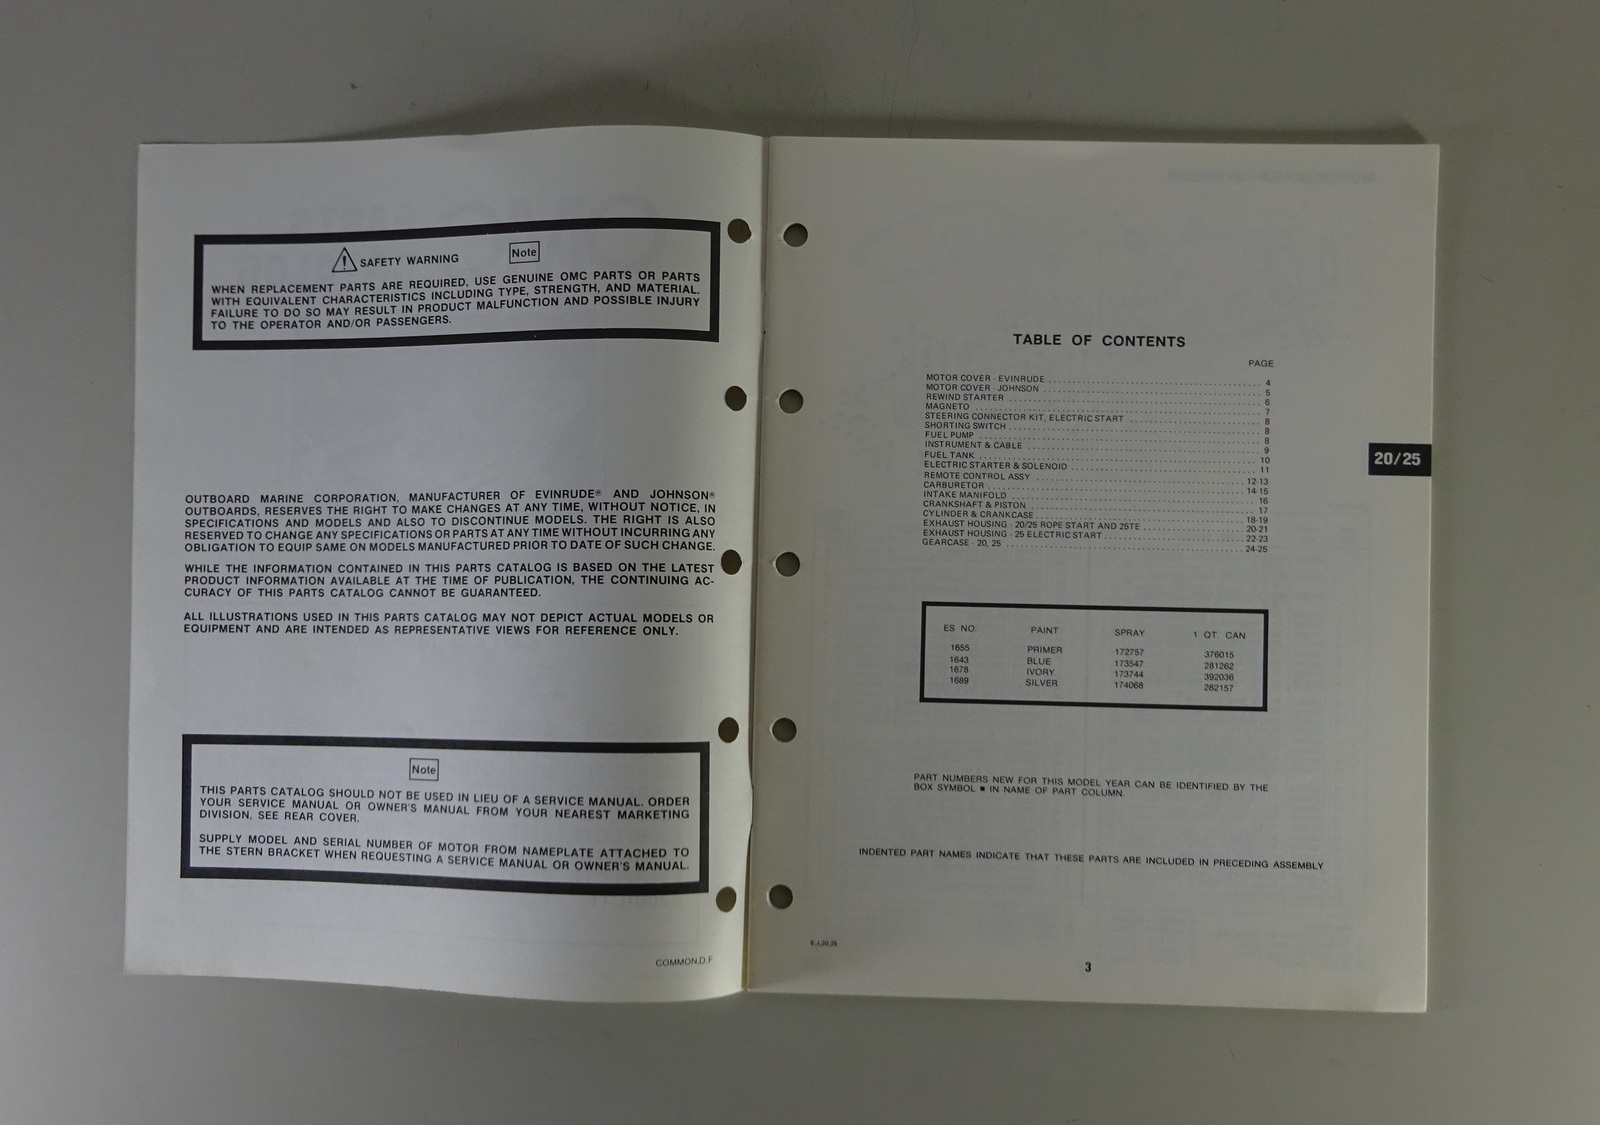 SAFETY WARNING Note
WHEN REPLACEMENT PARTS ARE REQUIRED, USE GENUINE OMC PARTS OR PARTS
WITH EQUIVALENT CHARACTERISTICS INCLUDING TYPE, STRENGTH, AND MATERIAL.
FAILURE TO DO SO MAY RESULT IN PRODUCT MALFUNCTION AND POSSIBLE INJURY
TO THE OPERATOR AND/OR PASSENGERS.
OUTBOARD MARINE CORPORATION, MANUFACTURER OF EVINRUDE® AND JOHNSON®
OUTBOARDS, RESERVES THE RIGHT TO MAKE CHANGES AT ANY TIME, WITHOUT NOTICE, IN
SPECIFICATIONS AND MODELS AND ALSO TO DISCONTINUE MODELS. THE RIGHT IS ALSO
RESERVED TO CHANGE ANY SPECIFICATIONS OR PARTS AT ANY TIME WITHOUT INCURRING ANY
OBLIGATION TO EQUIP SAME ON MODELS MANUFACTURED PRIOR TO DATE OF SUCH CHANGE.
WHILE THE INFORMATION CONTAINED IN THIS PARTS CATALOG IS BASED ON THE LATEST
PRODUCT INFORMATION AVAILABLE AT THE TIME OF PUBLICATION, THE CONTINUING AC-
CURACY OF THIS PARTS CATALOG CANNOT BE GUARANTEED.
ALL ILLUSTRATIONS USED IN THIS PARTS CATALOG MAY NOT DEPICT ACTUAL MODELS OR
EQUIPMENT AND ARE INTENDED AS REPRESENTATIVE VIEWS FOR REFERENCE ONLY.
Note
THIS PARTS CATALOG SHOULD NOT BE USED IN LIEU OF A SERVICE MANUAL. ORDER
YOUR SERVICE MANUAL OR OWNER'S MANUAL FROM YOUR NEAREST MARKETING
DIVISION, SEE REAR COVER.
SUPPLY MODEL AND SERIAL NUMBER OF MOTOR FROM NAMEPLATE ATTACHED TO
THE STERN BRACKET WHEN REQUESTING A SERVICE MANUAL OR OWNER'S MANUAL.
COMMON.D.F
TABLE OF CONTENTS
PAGE
MOTOR COVER - EVINRUDE 4
MOTOR COVER - JOHNSON 5
REWIND STARTER 6
MAGNETO 7
STEERING CONNECTOR KIT, ELECTRIC START 8
SHORTING SWITCH 8
FUEL PUMP 8
INSTRUMENT & CABLE 9
FUEL TANK 10
ELECTRIC STARTER & SOLENOID 11
REMOTE CONTROL ASSY 12-13
CARBURETOR 14-15
INTAKE MANIFOLD 16
CRANKSHAFT & PISTON 17
CYLINDER & CRANKCASE 18-19
EXHAUST HOUSING - 20/25 ROPE START AND 25TE 20-21
EXHAUST HOUSING - 25 ELECTRIC START 22-23
GEARCASE - 20, 25 24-25
20/25
ES NO. PAINT SPRAY 1 QT. CAN
1655 PRIMER 172757 376015
1643 BLUE 173547 281262
1678 IVORY 173744 392036
1689 SILVER 174068 282157
PART NUMBERS NEW FOR THIS MODEL YEAR CAN BE IDENTIFIED BY THE
BOX SYMBOL ■ IN NAME OF PART COLUMN.
INDENTED PART NAMES INDICATE THAT THESE PARTS ARE INCLUDED IN PRECEDING ASSEMBLY
3